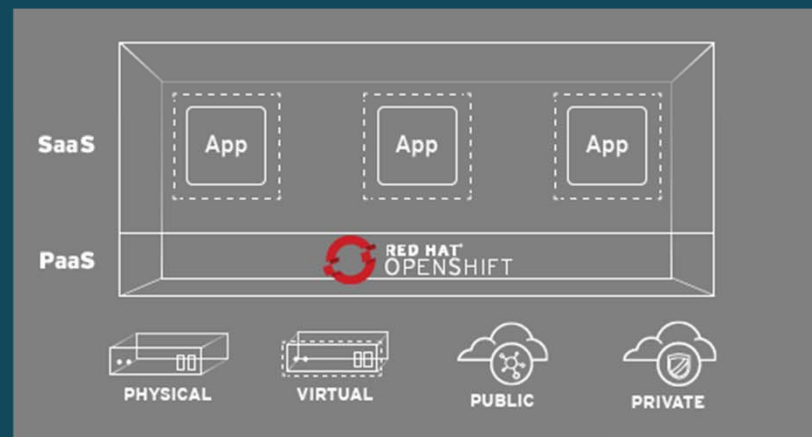 SaaS
App
App
App
PaaS
RED HAT®
OPENSHIFT
PHYSICAL
VIRTUAL
PUBLIC
PRIVATE